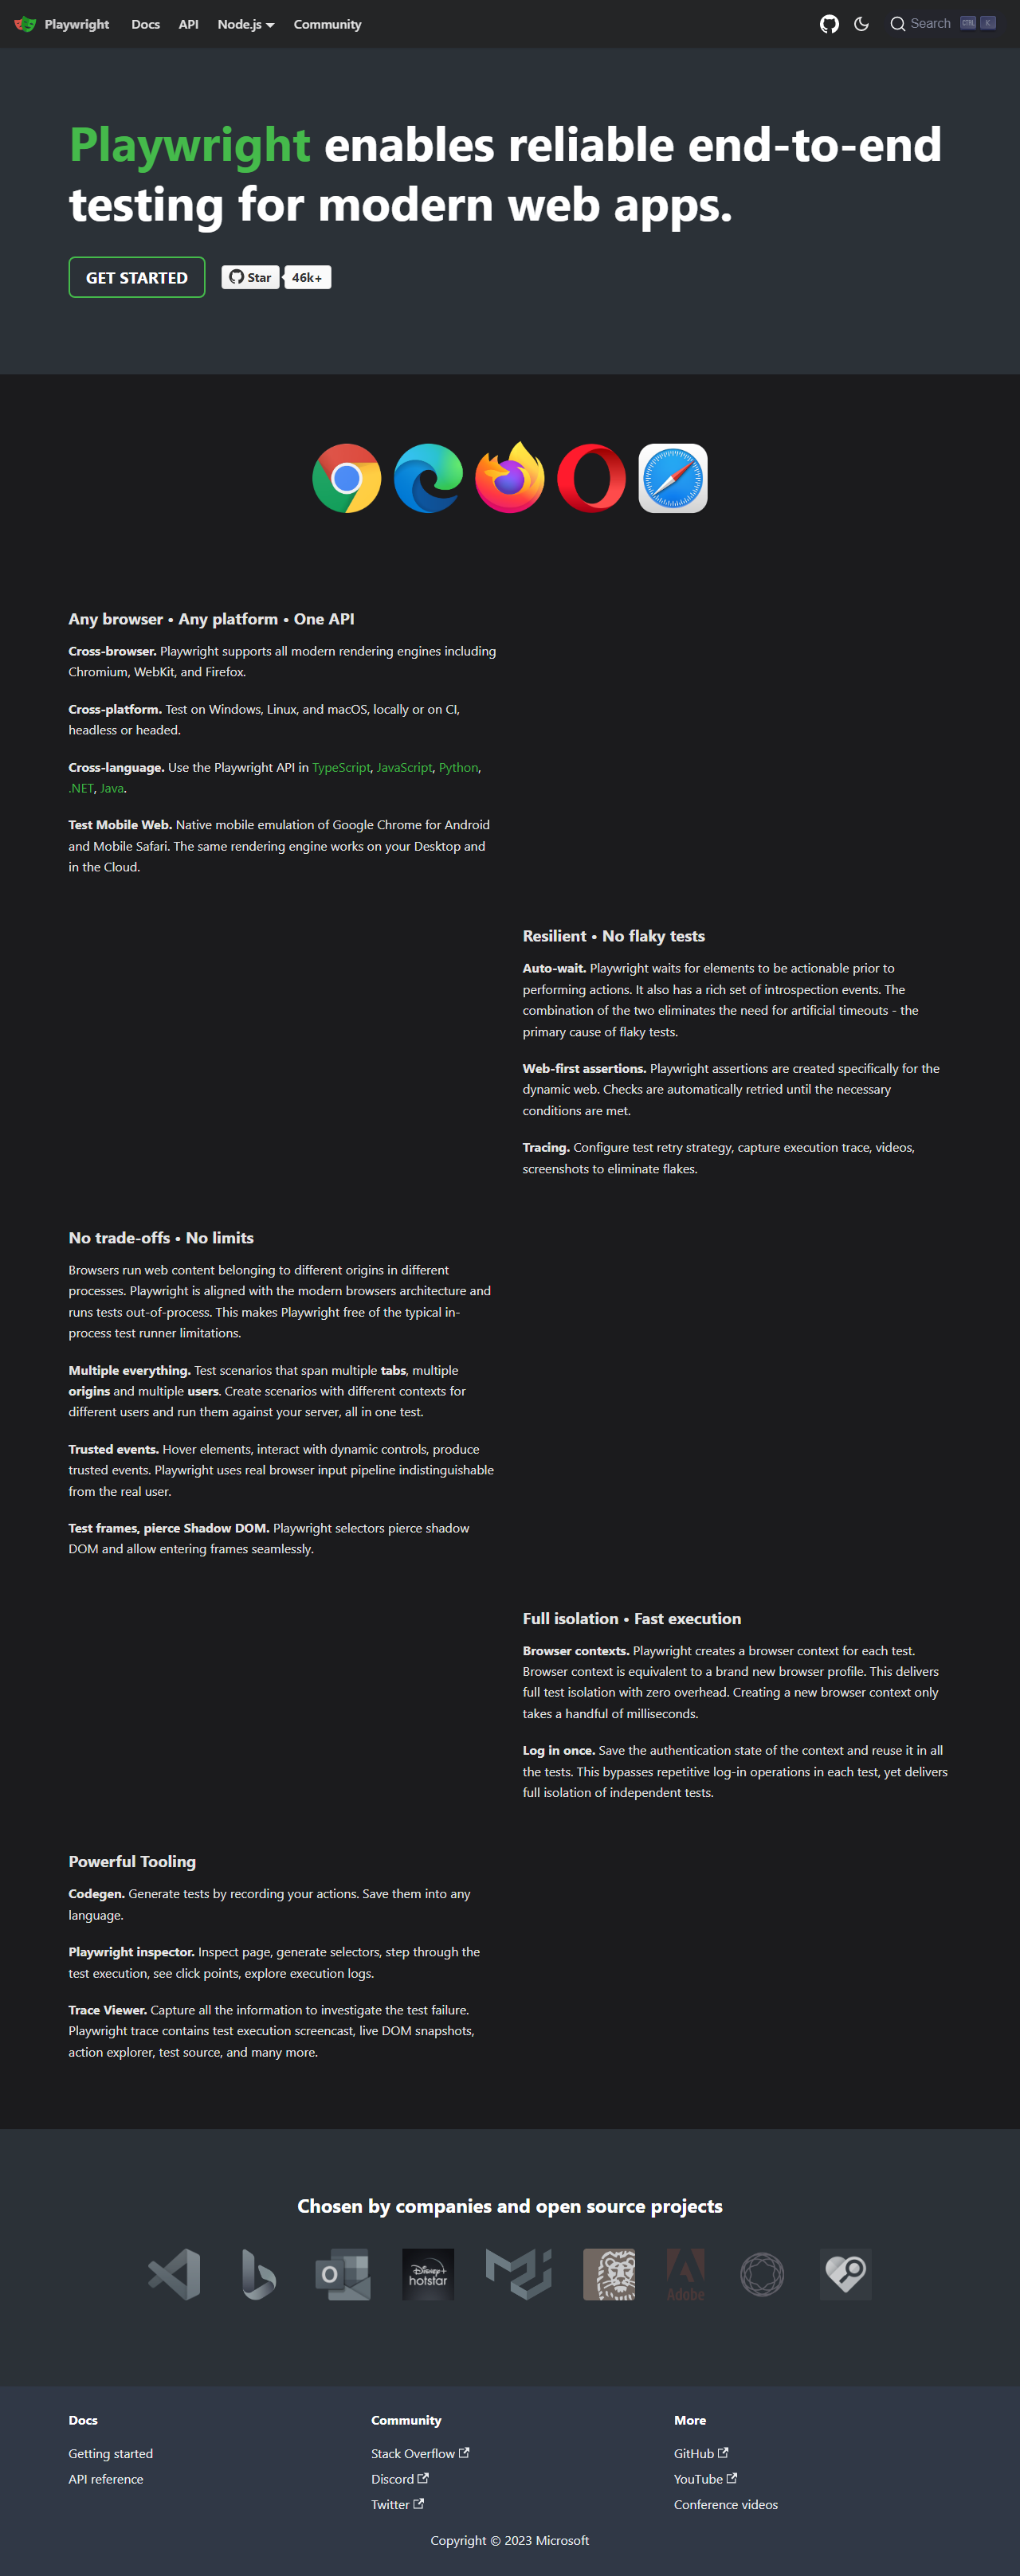 Playwright Docs API Node.js Community Search CTRL K
Playwright enables reliable end-to-end
testing for modern web apps.
GET STARTED Star 46k+
Any browser • Any platform • One API
Cross-browser. Playwright supports all modern rendering engines including
Chromium, WebKit, and Firefox.
Cross-platform. Test on Windows, Linux, and macOS, locally or on CI,
headless or headed.
Cross-language. Use the Playwright API in TypeScript, JavaScript, Python,
.NET, Java.
Test Mobile Web. Native mobile emulation of Google Chrome for Android
and Mobile Safari. The same rendering engine works on your Desktop and
in the Cloud.
Resilient • No flaky tests
Auto-wait. Playwright waits for elements to be actionable prior to
performing actions. It also has a rich set of introspection events. The
combination of the two eliminates the need for artificial timeouts - the
primary cause of flaky tests.
Web-first assertions. Playwright assertions are created specifically for the
dynamic web. Checks are automatically retried until the necessary
conditions are met.
Tracing. Configure test retry strategy, capture execution trace, videos,
screenshots to eliminate flakes.
No trade-offs • No limits
Browsers run web content belonging to different origins in different
processes. Playwright is aligned with the modern browsers architecture and
runs tests out-of-process. This makes Playwright free of the typical in-
process test runner limitations.
Multiple everything. Test scenarios that span multiple tabs, multiple
origins and multiple users. Create scenarios with different contexts for
different users and run them against your server, all in one test.
Trusted events. Hover elements, interact with dynamic controls, produce
trusted events. Playwright uses real browser input pipeline indistinguishable
from the real user.
Test frames, pierce Shadow DOM. Playwright selectors pierce shadow
DOM and allow entering frames seamlessly.
Full isolation • Fast execution
Browser contexts. Playwright creates a browser context for each test.
Browser context is equivalent to a brand new browser profile. This delivers
full test isolation with zero overhead. Creating a new browser context only
takes a handful of milliseconds.
Log in once. Save the authentication state of the context and reuse it in all
the tests. This bypasses repetitive log-in operations in each test, yet delivers
full isolation of independent tests.
Powerful Tooling
Codegen. Generate tests by recording your actions. Save them into any
language.
Playwright inspector. Inspect page, generate selectors, step through the
test execution, see click points, explore execution logs.
Trace Viewer. Capture all the information to investigate the test failure.
Playwright trace contains test execution screencast, live DOM snapshots,
action explorer, test source, and many more.
Chosen by companies and open source projects
Disney+
hotstar
Adobe
Docs
Getting started
API reference
Community
Stack Overflow
Discord
Twitter
More
GitHub
YouTube
Conference videos
Copyright © 2023 Microsoft